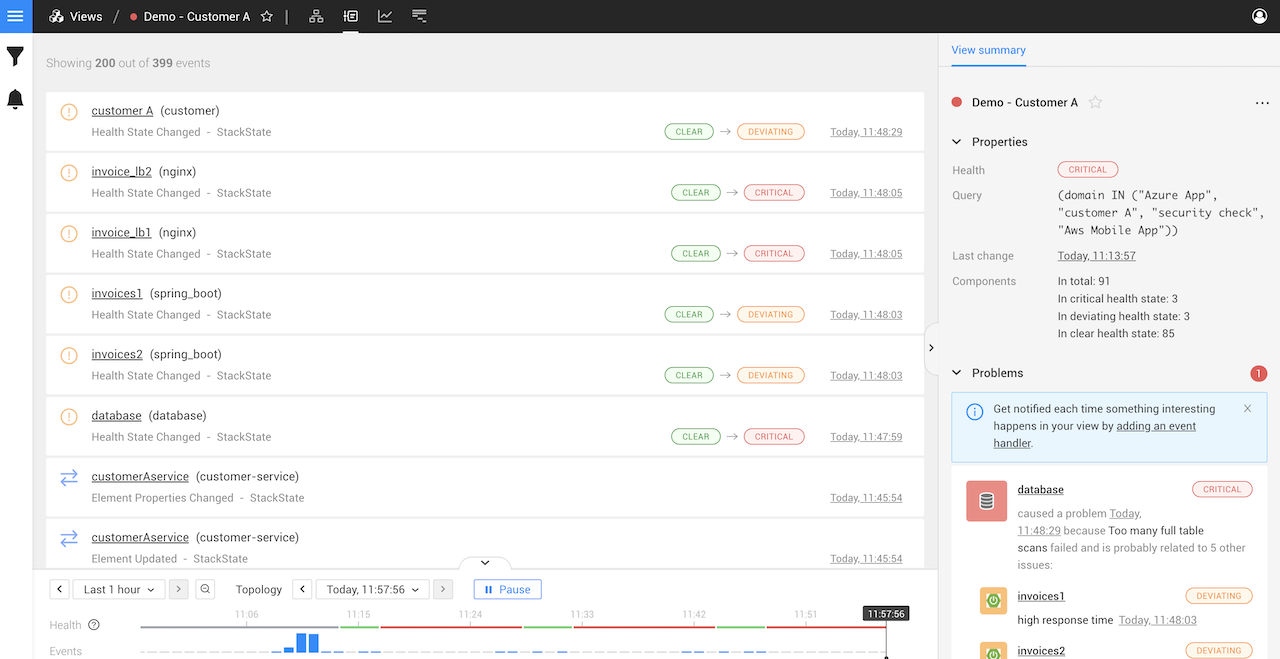 Views / Demo - Customer A
Showing 200 out of 399 events
customer A (customer)
Health State Changed - StackState
CLEAR → DEVIATING Today, 11:48:29
invoice_lb2 (nginx)
Health State Changed - StackState
CLEAR → CRITICAL Today, 11:48:05
invoice_lb1 (nginx)
Health State Changed - StackState
CLEAR → CRITICAL Today, 11:48:05
invoices1 (spring_boot)
Health State Changed - StackState
CLEAR → DEVIATING Today, 11:48:03
invoices2 (spring_boot)
Health State Changed - StackState
CLEAR → DEVIATING Today, 11:48:03
database (database)
Health State Changed - StackState
CLEAR → CRITICAL Today, 11:47:59
customerAservice (customer-service)
Element Properties Changed - StackState
Today, 11:45:54
customerAservice (customer-service)
Element Updated - StackState
Today, 11:45:54
Last 1 hour Topology Today, 11:57:56 Pause
11:06 11:15 11:24 11:33 11:42 11:51 11:57:56
Health
Events
View summary
Demo - Customer A
Properties
Health CRITICAL
Query (domain IN ("Azure App",
"customer A", "security check",
"Aws Mobile App"))
Last change Today, 11:13:57
Components In total: 91
In critical health state: 3
In deviating health state: 3
In clear health state: 85
Problems 1
Get notified each time something interesting
happens in your view by adding an event
handler.
database CRITICAL
caused a problem Today,
11:48:29 because Too many full table
scans failed and is probably related to 5 other
issues:
invoices1 DEVIATING
high response time Today, 11:48:03
invoices2 DEVIATING